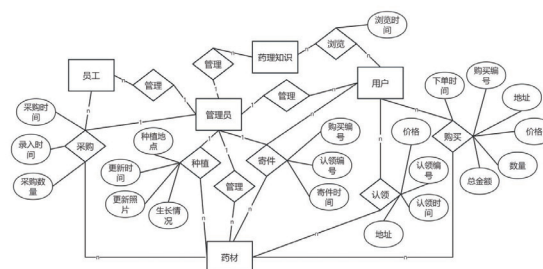 浏览时
间
药理知识
浏览
n
n
员工
管理
n
管理
n
用户
下单时
间
购买编
号
地址
采购时
间
管理
管理员
购买编
号
价格
购买
录入时
间
采购
种植地
点
种植
寄件
价格
更新时
间
认领编
号
认领编
号
数量
采购数
量
管理
寄件时
间
认领
总金额
更新照
片
生长情
况
认领时
间
地址
药材